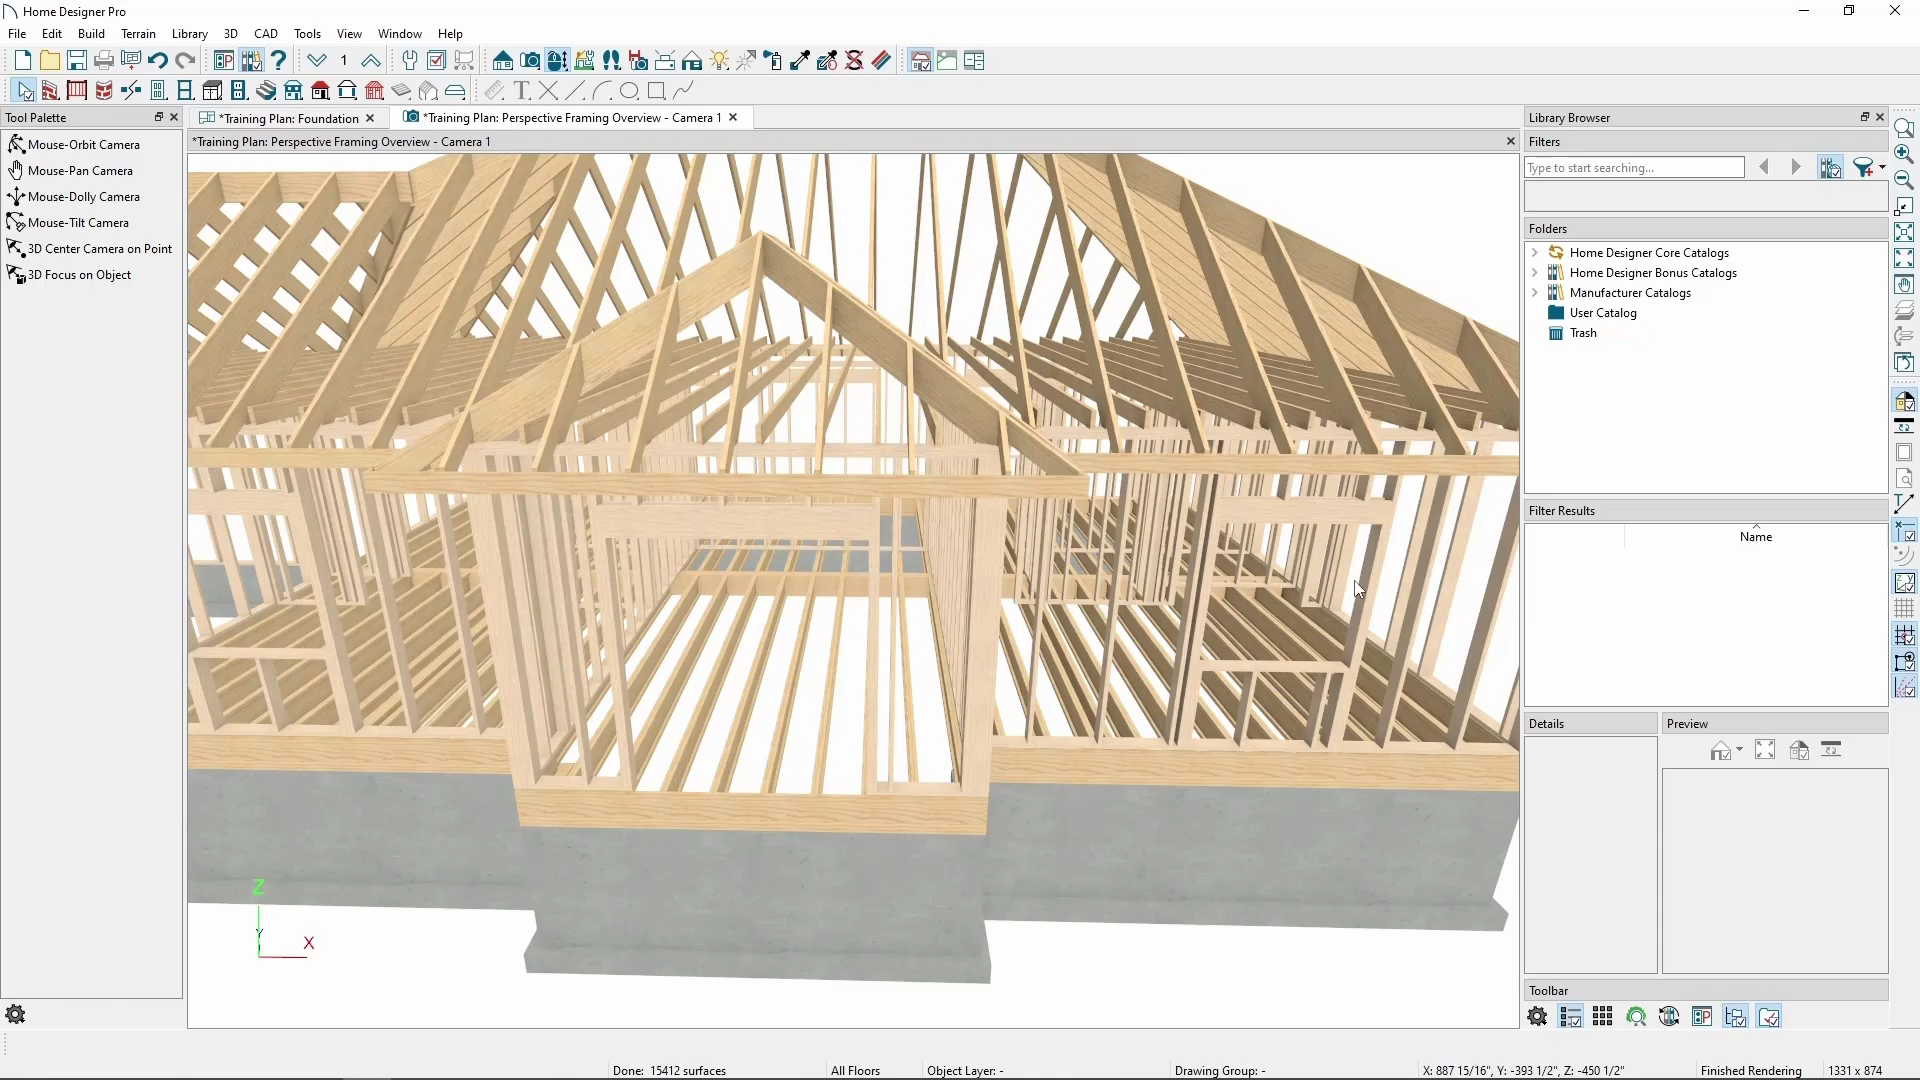 Home Designer Pro
File Edit Build Terrain Library 3D CAD Tools View Window Help
1
Tool Palette
Mouse-Orbit Camera
Mouse-Pan Camera
Mouse-Dolly Camera
Mouse-Tilt Camera
3D Center Camera on Point
3D Focus on Object
*Training Plan: Foundation
*Training Plan: Perspective Framing Overview - Camera 1
*Training Plan: Perspective Framing Overview - Camera 1
Z
Y
X
Library Browser
Filters
Type to start searching...
Folders
Home Designer Core Catalogs
Home Designer Bonus Catalogs
Manufacturer Catalogs
User Catalog
Trash
Filter Results
Name
Details
Preview
Toolbar
Done: 15412 surfaces
All Floors
Object Layer: -
Drawing Group: -
X: 887 15/16", Y: -393 1/2", Z: -450 1/2"
Finished Rendering
1331 x 874